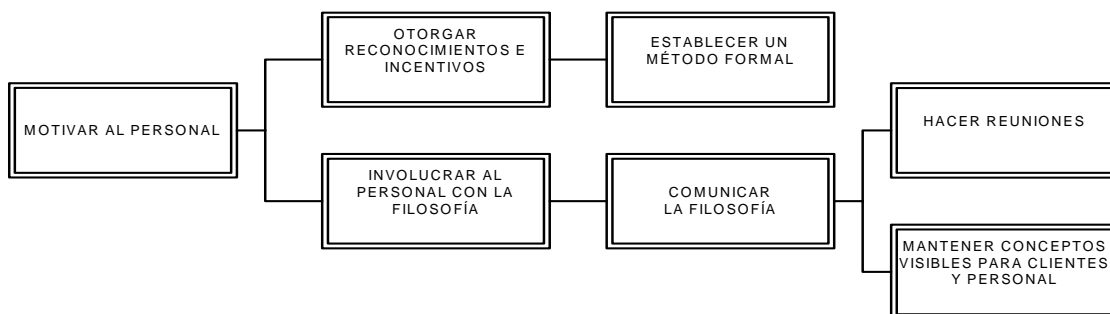 OTORGAR
RECONOCIMIENTOS E
INCENTIVOS
ESTABLECER UN
MÉTODO FORMAL
MOTIVAR AL PERSONAL
HACER REUNIONES
INVOLUCRAR AL
PERSONAL CON LA
FILOSOFÍA
COMUNICAR
LA FILOSOFÍA
MANTENER CONCEPTOS
VISIBLES PARA CLIENTES
Y PERSONAL